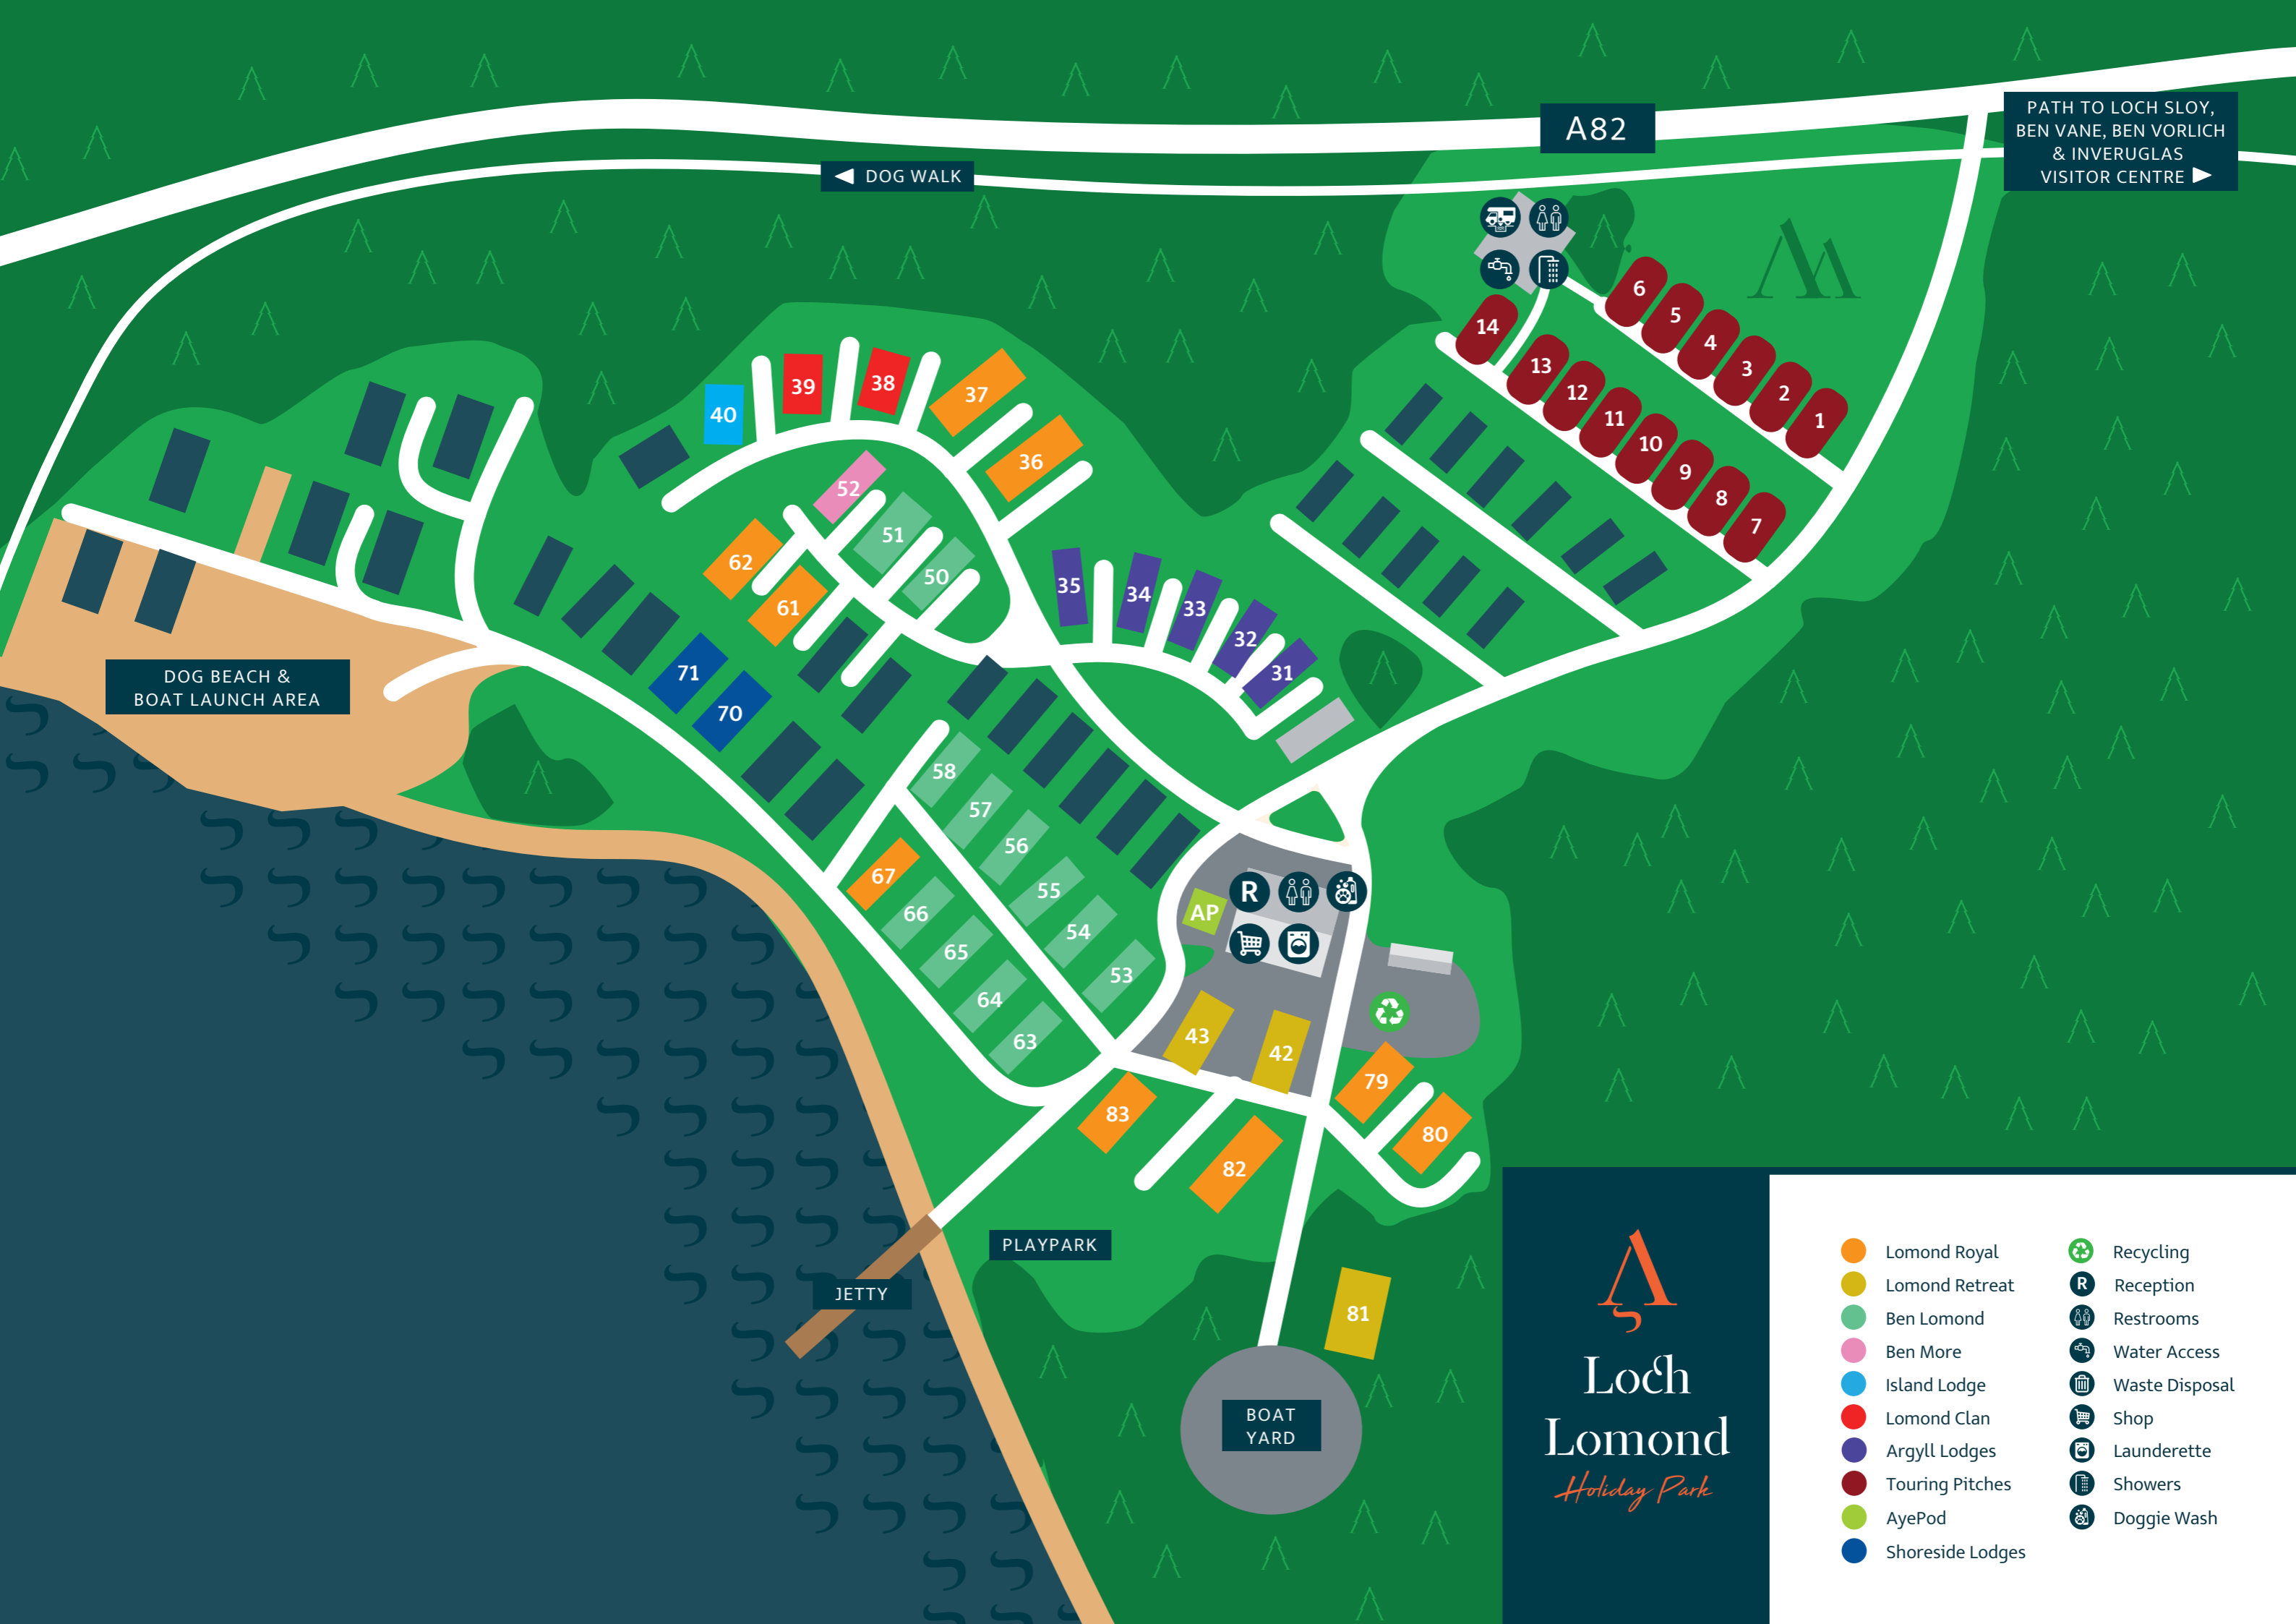 A82
PATH TO LOCH SLOY,
BEN VANE, BEN VORLICH
& INVERUGLAS
VISITOR CENTRE
DOG WALK
6
5
4
3
2
1
14
13
12
11
10
9
8
7
40
39
38
37
36
52
51
50
62
61
35
34
33
32
31
71
70
DOG BEACH &
BOAT LAUNCH AREA
58
57
56
55
54
53
67
66
65
64
63
AP
R
43
42
79
80
83
82
PLAYPARK
JETTY
81
BOAT
YARD
Loch
Lomond
Holiday Park
Lomond Royal
Lomond Retreat
Ben Lomond
Ben More
Island Lodge
Lomond Clan
Argyll Lodges
Touring Pitches
AyePod
Shoreside Lodges
Recycling
R Reception
Restrooms
Water Access
Waste Disposal
Shop
Launderette
Showers
Doggie Wash